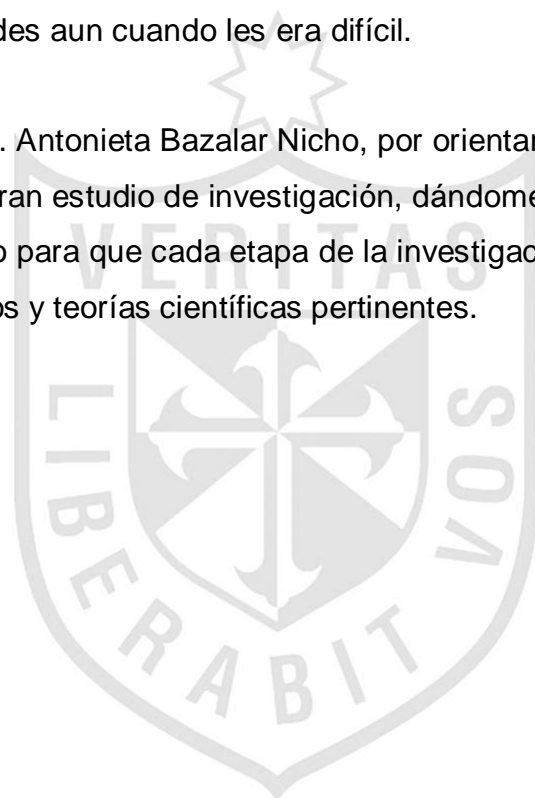 des aun cuando les era difícil.
. Antonieta Bazalar Nicho, por orientar
ran estudio de investigación, dándome
o para que cada etapa de la investigac
os y teorías científicas pertinentes.
VERITAS
LIBERABIT VOS